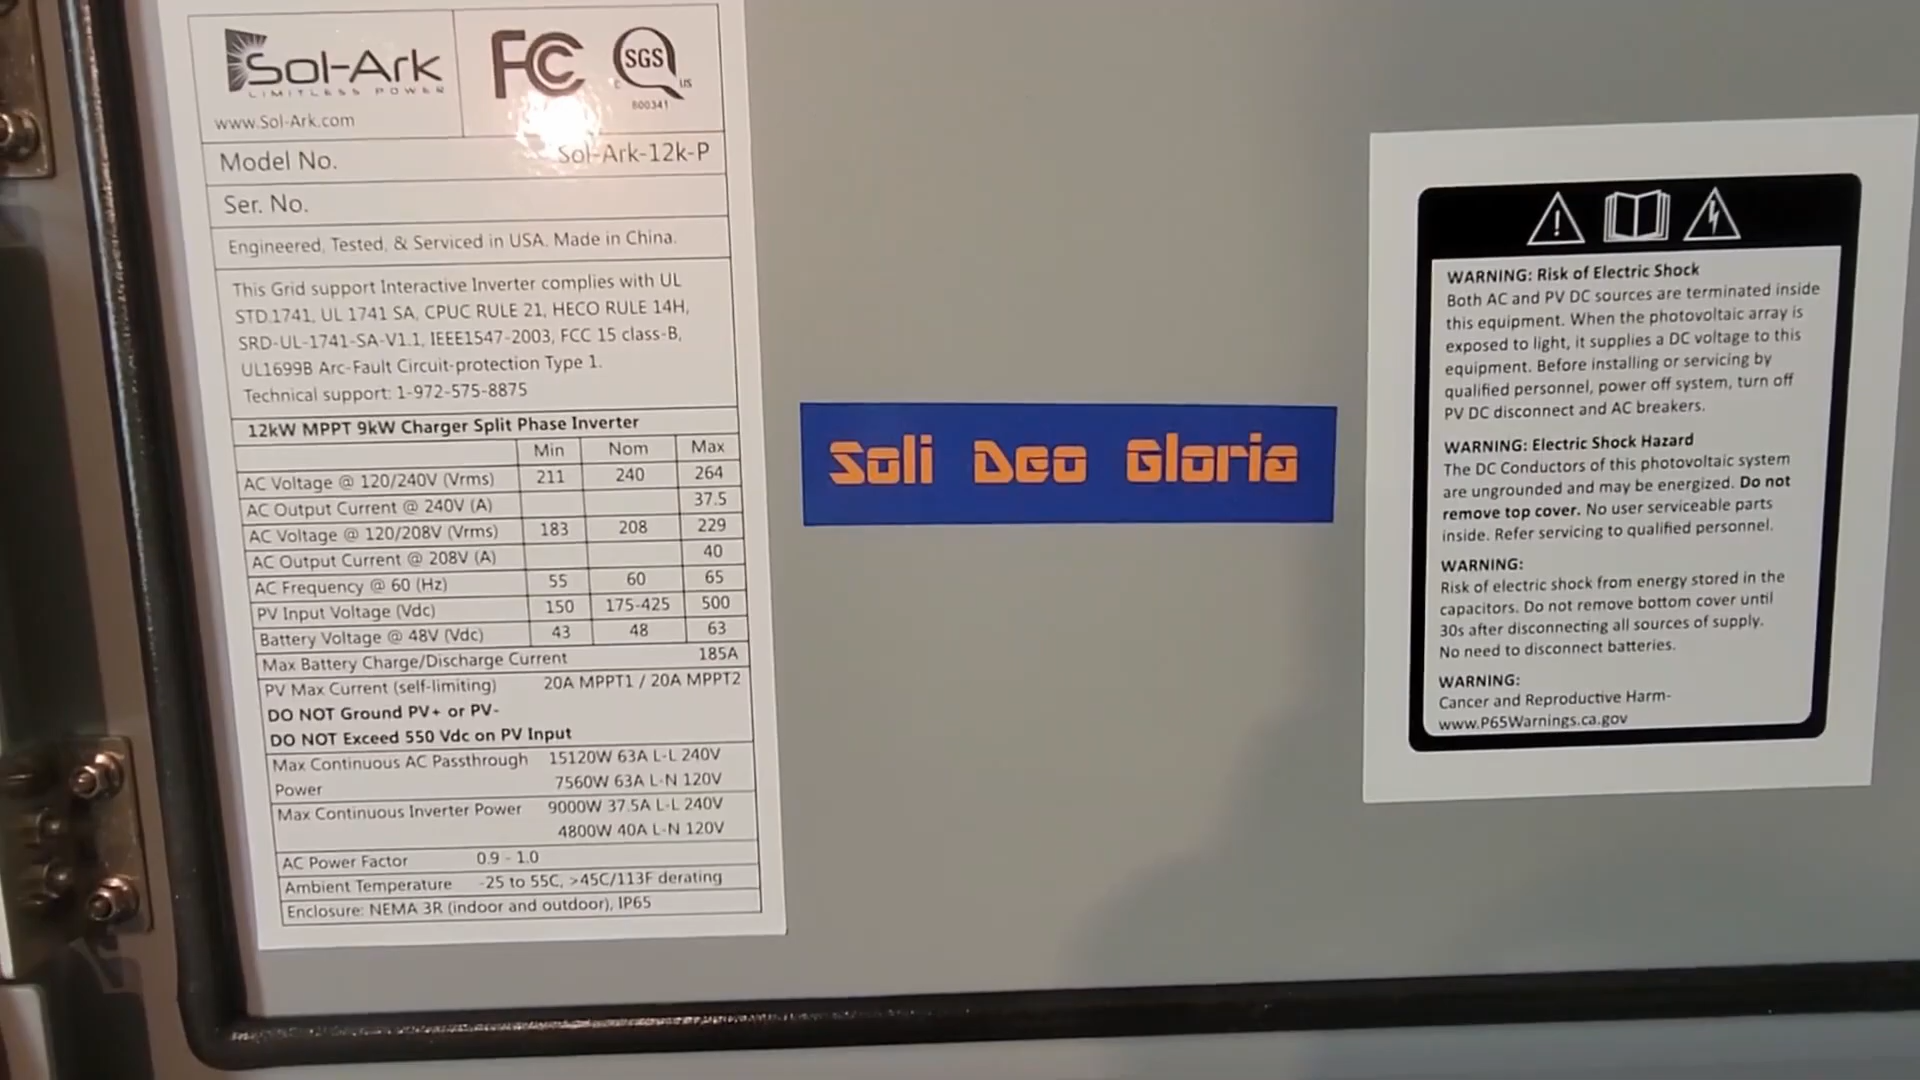 Sol-Ark
LIMITLESS POWER
www.Sol-Ark.com
FC
SGS
C US
800341
Model No. Sol-Ark-12k-P
Ser. No.
Engineered, Tested, & Serviced in USA. Made in China.
This Grid support Interactive Inverter complies with UL
STD.1741, UL 1741 SA, CPUC RULE 21, HECO RULE 14H,
SRD-UL-1741-SA-V1.1, IEEE1547-2003, FCC 15 class-B,
UL1699B Arc-Fault Circuit-protection Type 1.
Technical support: 1-972-575-8875
12kW MPPT 9kW Charger Split Phase Inverter
Min Nom Max
AC Voltage @ 120/240V (Vrms) 211 240 264
AC Output Current @ 240V (A) 37.5
AC Voltage @ 120/208V (Vrms) 183 208 229
AC Output Current @ 208V (A) 40
AC Frequency @ 60 (Hz) 55 60 65
PV Input Voltage (Vdc) 150 175-425 500
Battery Voltage @ 48V (Vdc) 43 48 63
Max Battery Charge/Discharge Current 185A
PV Max Current (self-limiting) 20A MPPT1 / 20A MPPT2
DO NOT Ground PV+ or PV-
DO NOT Exceed 550 Vdc on PV Input
Max Continuous AC Passthrough 15120W 63A L-L 240V
Power 7560W 63A L-N 120V
Max Continuous Inverter Power 9000W 37.5A L-L 240V
4800W 40A L-N 120V
AC Power Factor 0.9 - 1.0
Ambient Temperature -25 to 55C, >45C/113F derating
Enclosure: NEMA 3R (indoor and outdoor), IP65
Soli Deo Gloria
WARNING: Risk of Electric Shock
Both AC and PV DC sources are terminated inside
this equipment. When the photovoltaic array is
exposed to light, it supplies a DC voltage to this
equipment. Before installing or servicing by
qualified personnel, power off system, turn off
PV DC disconnect and AC breakers.
WARNING: Electric Shock Hazard
The DC Conductors of this photovoltaic system
are ungrounded and may be energized. Do not
remove top cover. No user serviceable parts
inside. Refer servicing to qualified personnel.
WARNING:
Risk of electric shock from energy stored in the
capacitors. Do not remove bottom cover until
30s after disconnecting all sources of supply.
No need to disconnect batteries.
WARNING:
Cancer and Reproductive Harm-
www.P65Warnings.ca.gov